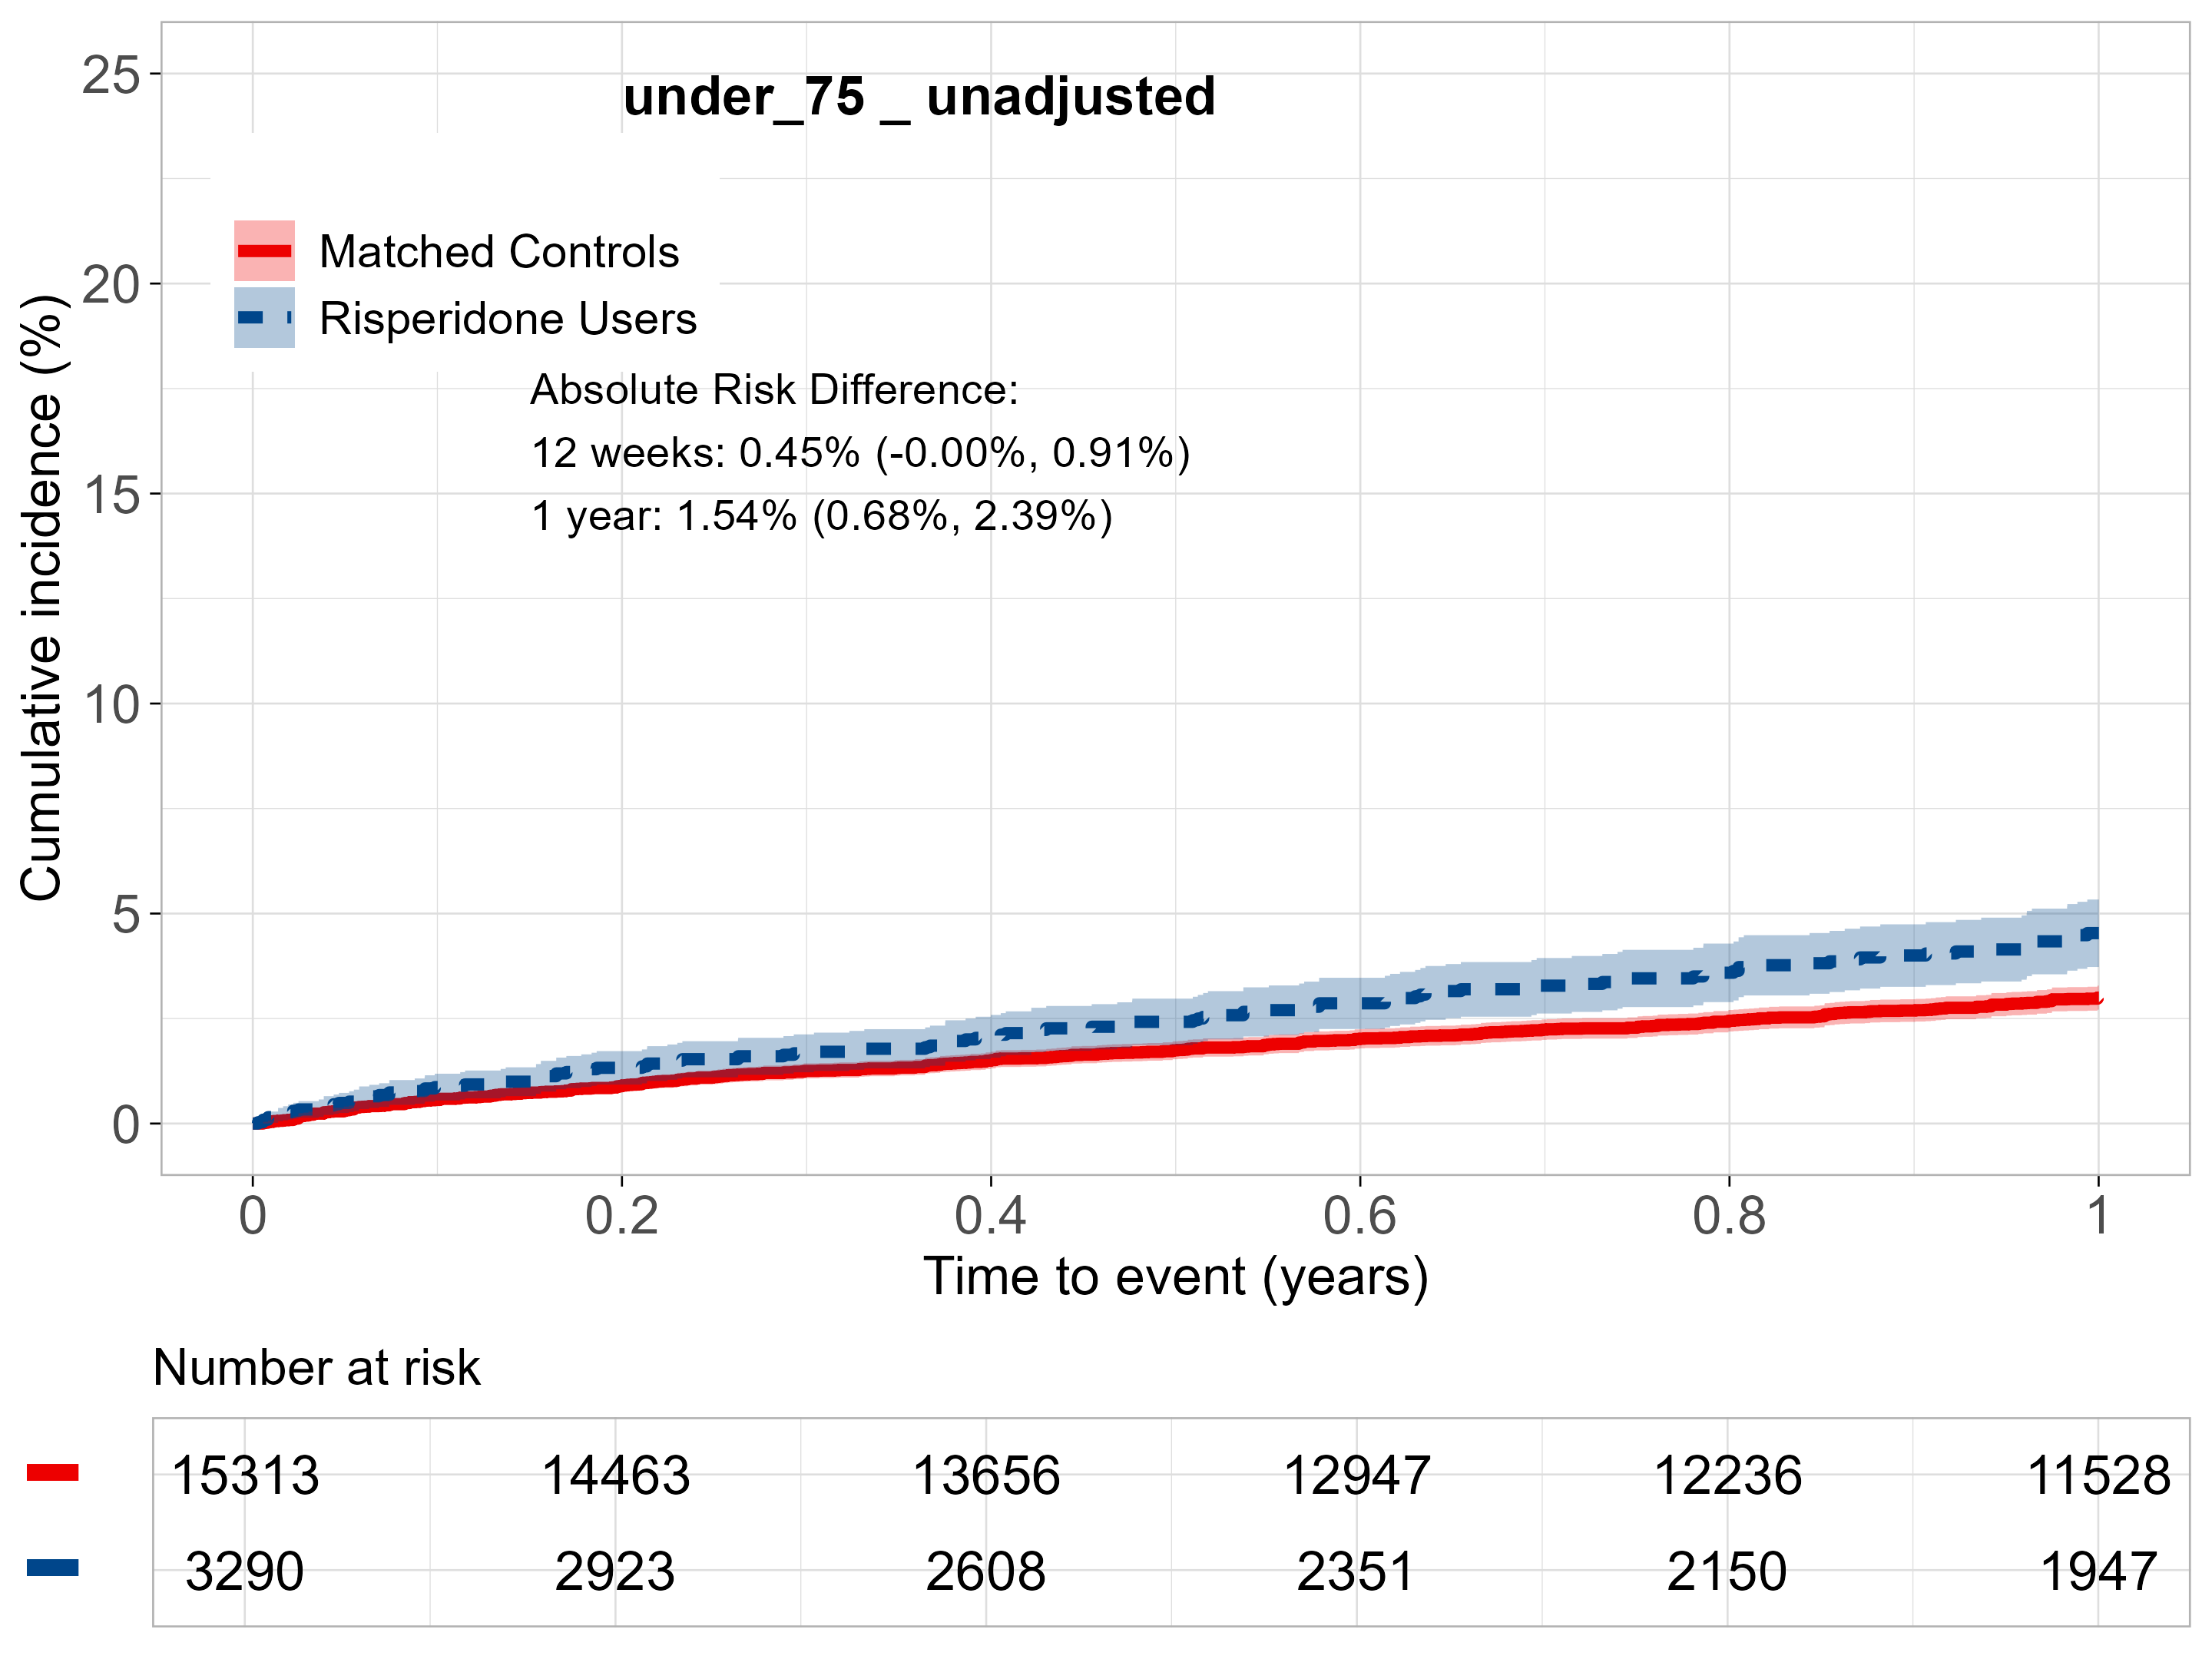 under_75 _ unadjusted
Matched Controls
Risperidone Users
Absolute Risk Difference:
12 weeks: 0.45% (-0.00%, 0.91%)
1 year: 1.54% (0.68%, 2.39%)
Cumulative incidence (%)
25
20
15
10
5
0
0 0.2 0.4 0.6 0.8 1
Time to event (years)
Number at risk
15313 14463 13656 12947 12236 11528
3290 2923 2608 2351 2150 1947